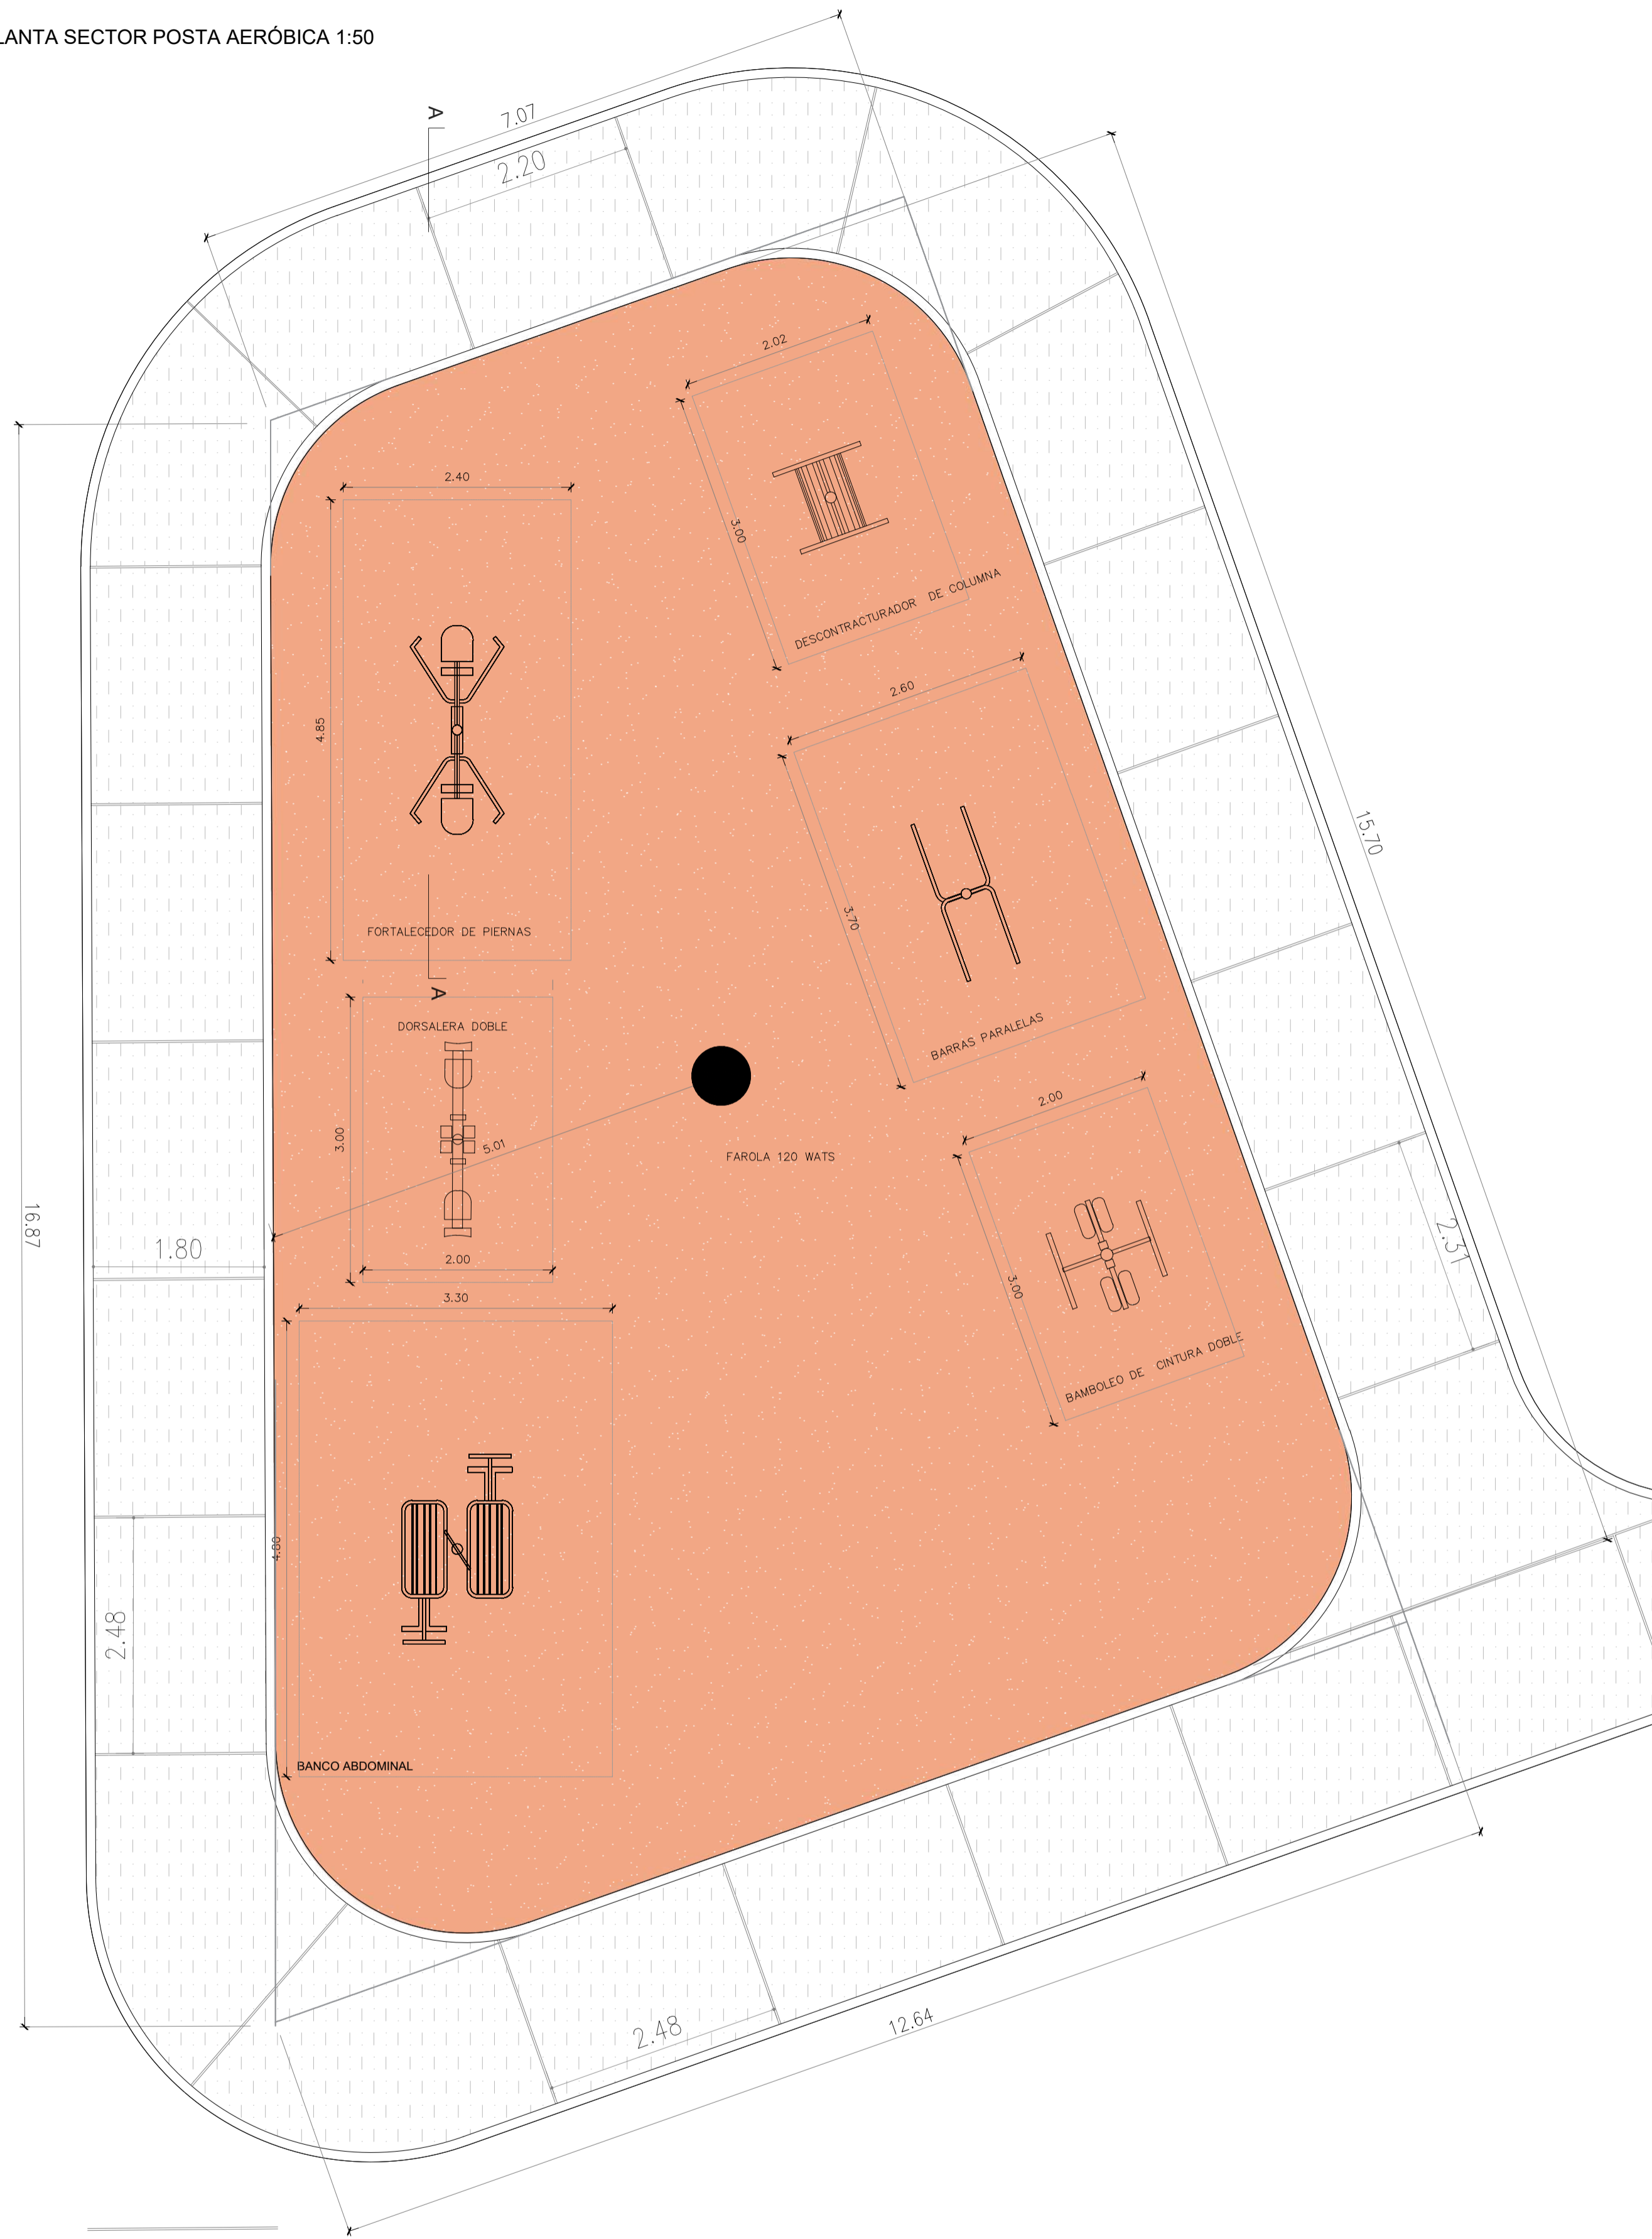 LANTA SECTOR POSTA AERÓBICA 1:50
A
7.07
2.20
2.02
3.00
DESCONTRACTURADOR DE COLUMNA
2.40
4.85
FORTALECEDOR DE PIERNAS
A
2.60
3.70
BARRAS PARALELAS
15.70
DORSALERA DOBLE
3.00
5.01
2.00
FAROLA 120 WATS
2.00
3.00
BAMBOLEO DE CINTURA DOBLE
2.31
16.87
1.80
3.30
4.80
BANCO ABDOMINAL
2.48
2.48
12.64